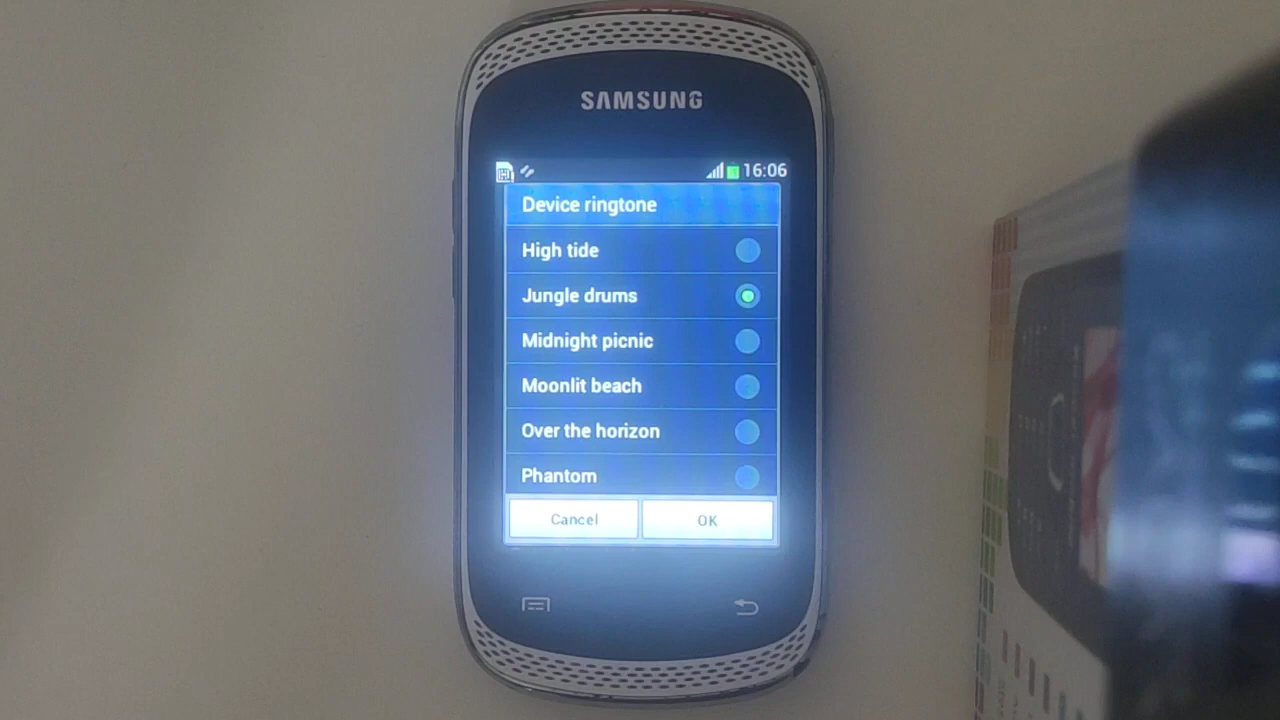 SAMSUNG
16:06
Device ringtone
High tide
Jungle drums
Midnight picnic
Moonlit beach
Over the horizon
Phantom
Cancel
OK